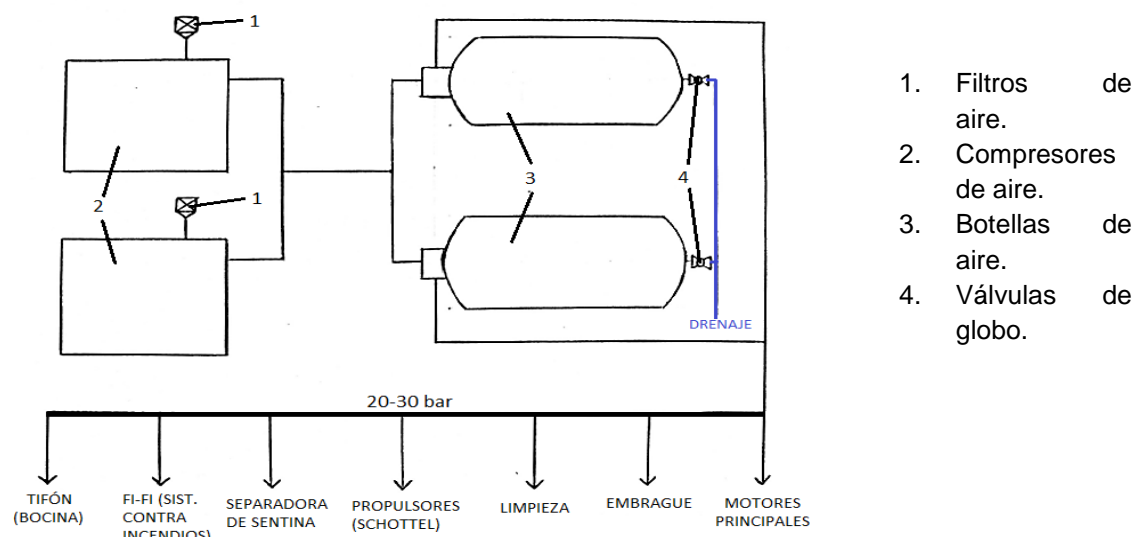 1
1
2
3
4
DRENAJE
20-30 bar
TIFÓN
(BOCINA)
FI-FI (SIST.
CONTRA
INCENDIOS)
SEPARADORA
DE SENTINA
PROPULSORES
(SCHOTTEL)
LIMPIEZA
EMBRAGUE
MOTORES
PRINCIPALES
1. Filtros de
aire.
2. Compresores
de aire.
3. Botellas de
aire.
4. Válvulas de
globo.